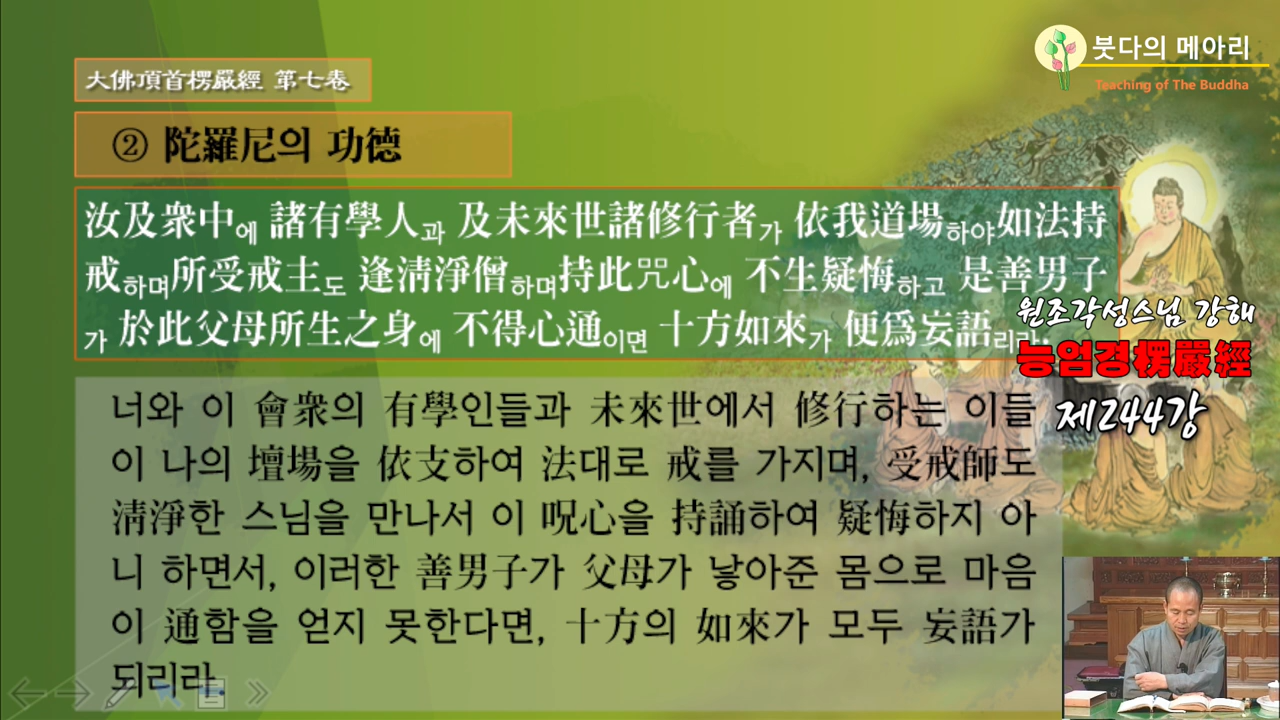 붓다의 메아리
Teaching of The Buddha
大佛頂首楞嚴經 第七卷
② 陀羅尼의 功德
汝及衆中에 諸有學人과 及未來世諸修行者가 依我道場하야如法持
戒하며所受戒主도 逢淸淨僧하며持此咒心에 不生疑悔하고 是善男子
가 於此父母所生之身에 不得心通이면 十方如來가 便爲妄語리라.
원조각성스님 강해
능엄경楞嚴經
제244강
너와 이 會衆의 有學인들과 未來世에서 修行하는 이들
이 나의 壇場을 依支하여 法대로 戒를 가지며, 受戒師도
淸淨한 스님을 만나서 이 呪心을 持誦하여 疑悔하지 아
니 하면서, 이러한 善男子가 父母가 낳아준 몸으로 마음
이 通함을 얻지 못한다면, 十方의 如來가 모두 妄語가
되리라.